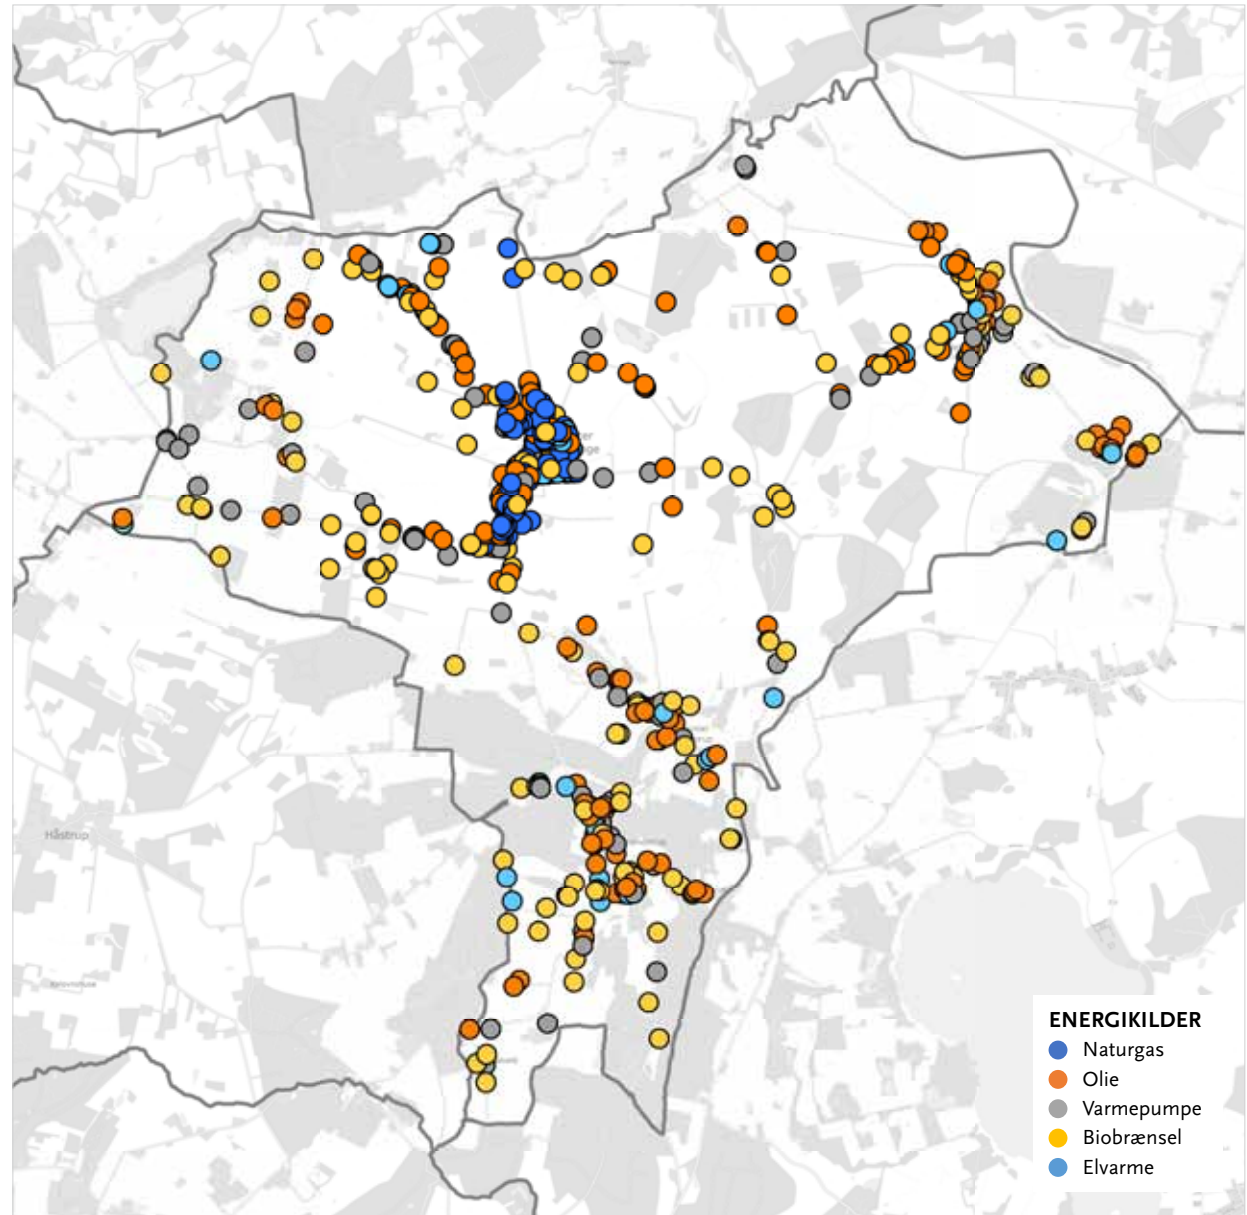 Håstrup
ENERGIKILDER
Naturgas
Olie
Varmepumpe
Biobrænsel
Elvarme